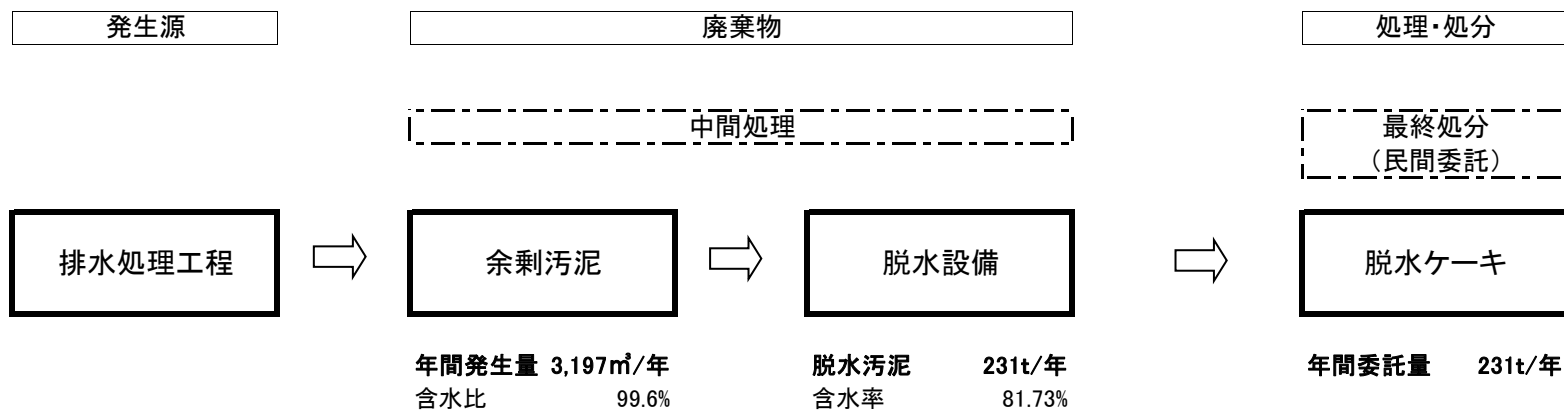 発生源 廃棄物 処理・処分
中間処理 最終処分
（民間委託）
排水処理工程 余剰汚泥 脱水設備 脱水ケーキ
年間発生量 3,197㎥/年 脱水汚泥 231t/年 年間委託量 231t/年
含水比 99.6% 含水率 81.73%